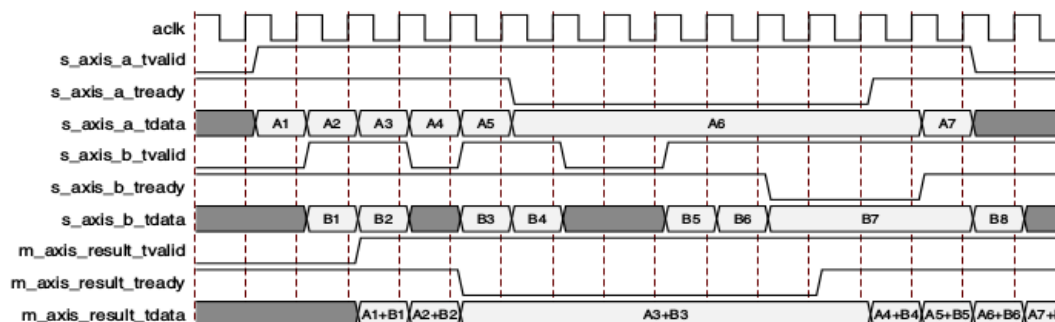 aclk
s_axis_a_tvalid
s_axis_a_tready
s_axis_a_tdata A1 A2 A3 A4 A5 A6 A7
s_axis_b_tvalid
s_axis_b_tready
s_axis_b_tdata B1 B2 B3 B4 B5 B6 B7 B8
m_axis_result_tvalid
m_axis_result_tready
m_axis_result_tdata A1+B1 A2+B2 A3+B3 A4+B4 A5+B5 A6+B6 A7+